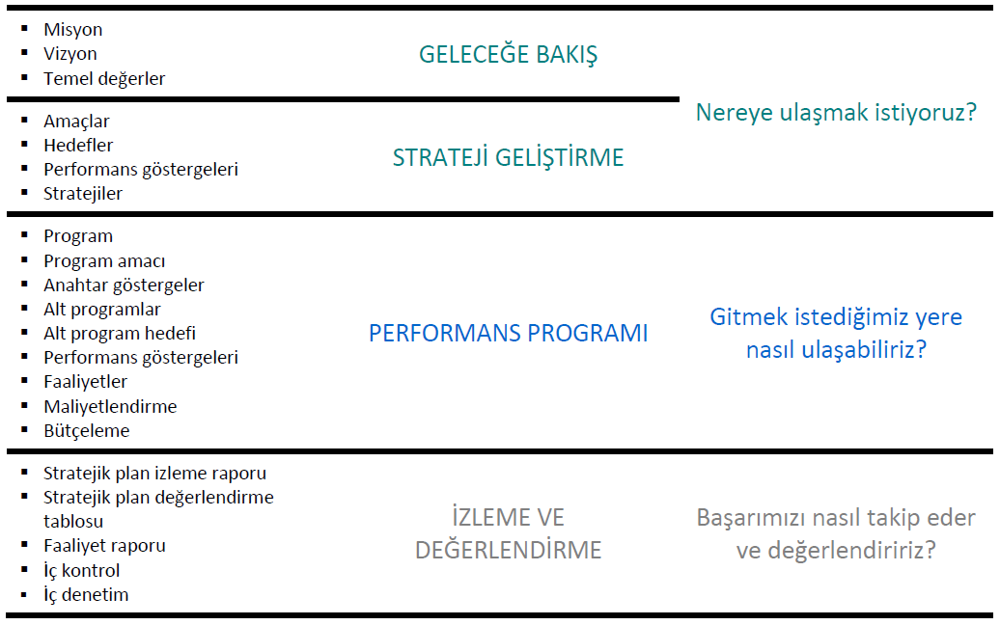 ▪ Misyon
▪ Vizyon
▪ Temel değerler
GELECEĞE BAKIŞ
Nereye ulaşmak istiyoruz?
▪ Amaçlar
▪ Hedefler
▪ Performans göstergeleri
▪ Stratejiler
STRATEJİ GELİŞTİRME
▪ Program
▪ Program amacı
▪ Anahtar göstergeler
▪ Alt programlar
▪ Alt program hedefi
▪ Performans göstergeleri
▪ Faaliyetler
▪ Maliyetlendirme
▪ Bütçeleme
PERFORMANS PROGRAMI
Gitmek istediğimiz yere
nasıl ulaşabiliriz?
▪ Stratejik plan izleme raporu
▪ Stratejik plan değerlendirme
tablosu
▪ Faaliyet raporu
▪ İç kontrol
▪ İç denetim
İZLEME VE
DEĞERLENDİRME
Başarımızı nasıl takip eder
ve değerlendiririz?